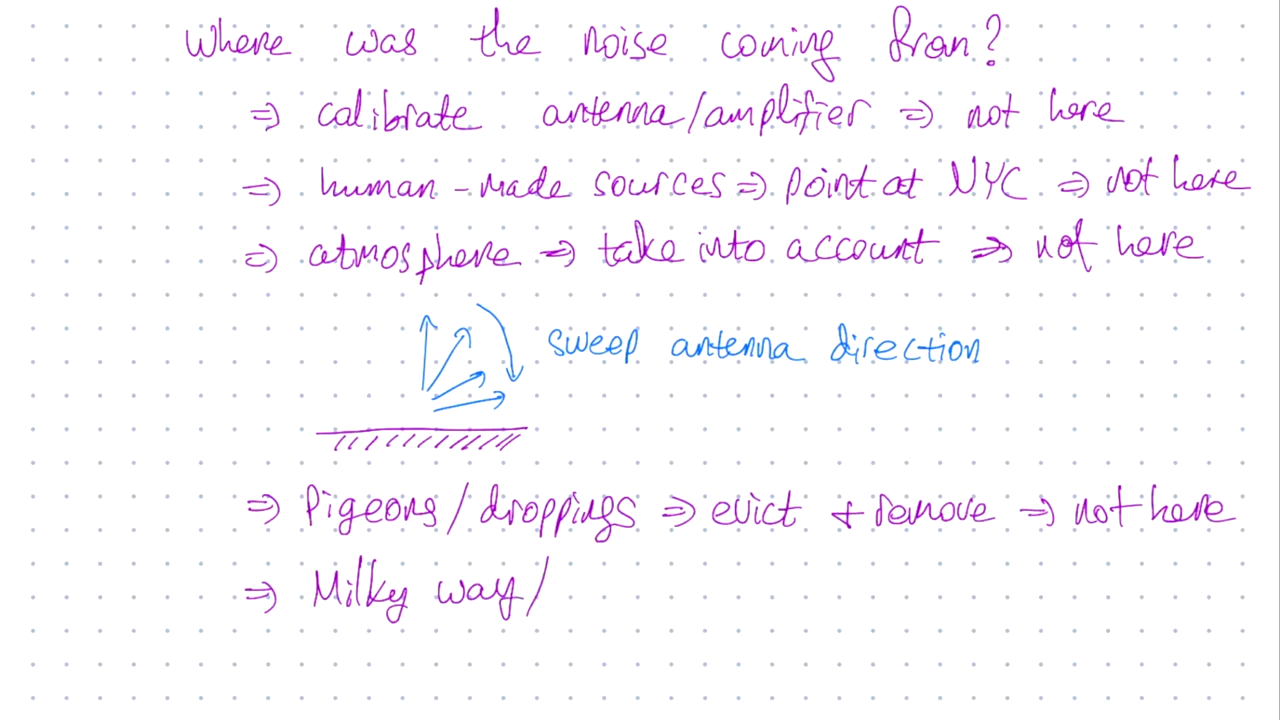 Where was the noise coming from?
⇒ calibrate antenna/amplifier ⇒ not here
⇒ human-made sources ⇒ point at NYC ⇒ not here
⇒ atmosphere ⇒ take into account ⇒ not here
sweep antenna direction
⇒ Pigeons/droppings ⇒ evict + remove ⇒ not here
⇒ Milky way/